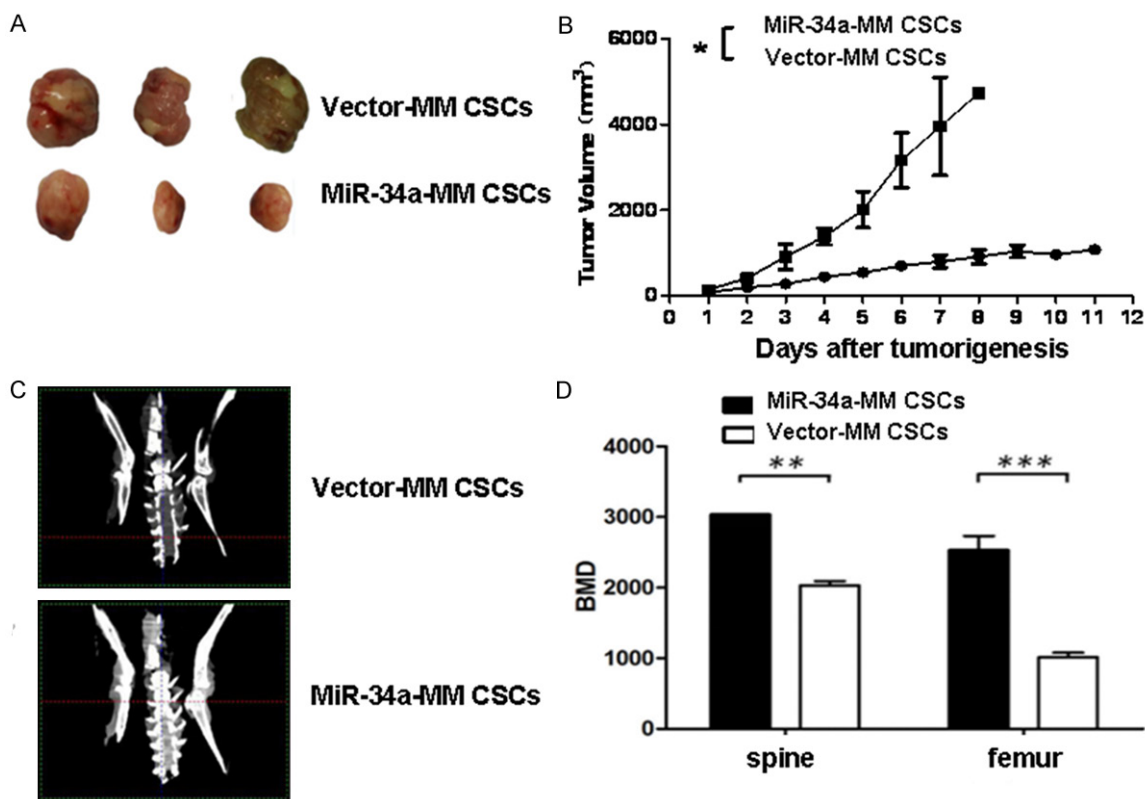 A
Vector-MM CSCs
MiR-34a-MM CSCs
B
MiR-34a-MM CSCs
*
Vector-MM CSCs
Tumor Volume (mm³)
6000
4000
2000
0
0 1 2 3 4 5 6 7 8 9 10 11 12
Days after tumorigenesis
C
Vector-MM CSCs
MiR-34a-MM CSCs
D
MiR-34a-MM CSCs
Vector-MM CSCs
BMD
4000
3000
2000
1000
0
** ***
spine femur